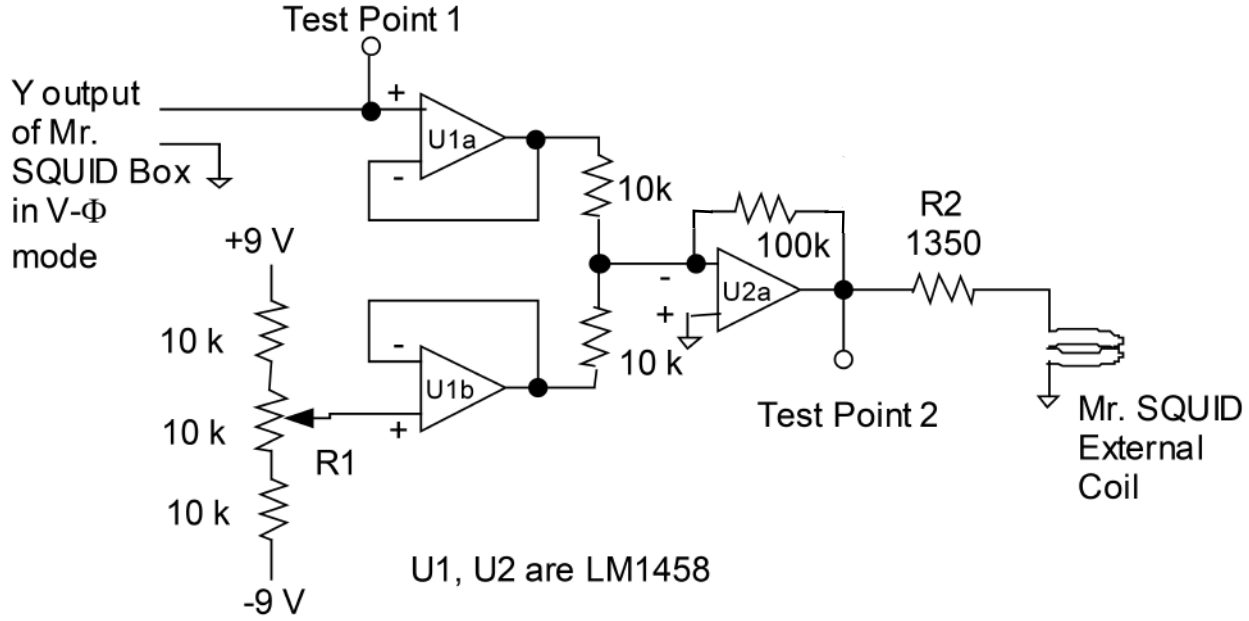 Test Point 1
Y output
of Mr.
SQUID Box
in V-Φ
mode
+
U1a
-
10k
+9 V
10 k
10 k
R1
10 k
-9 V
-
U1b
+
10 k
100k
-
U2a
+
R2
1350
Test Point 2
Mr. SQUID
External
Coil
U1, U2 are LM1458